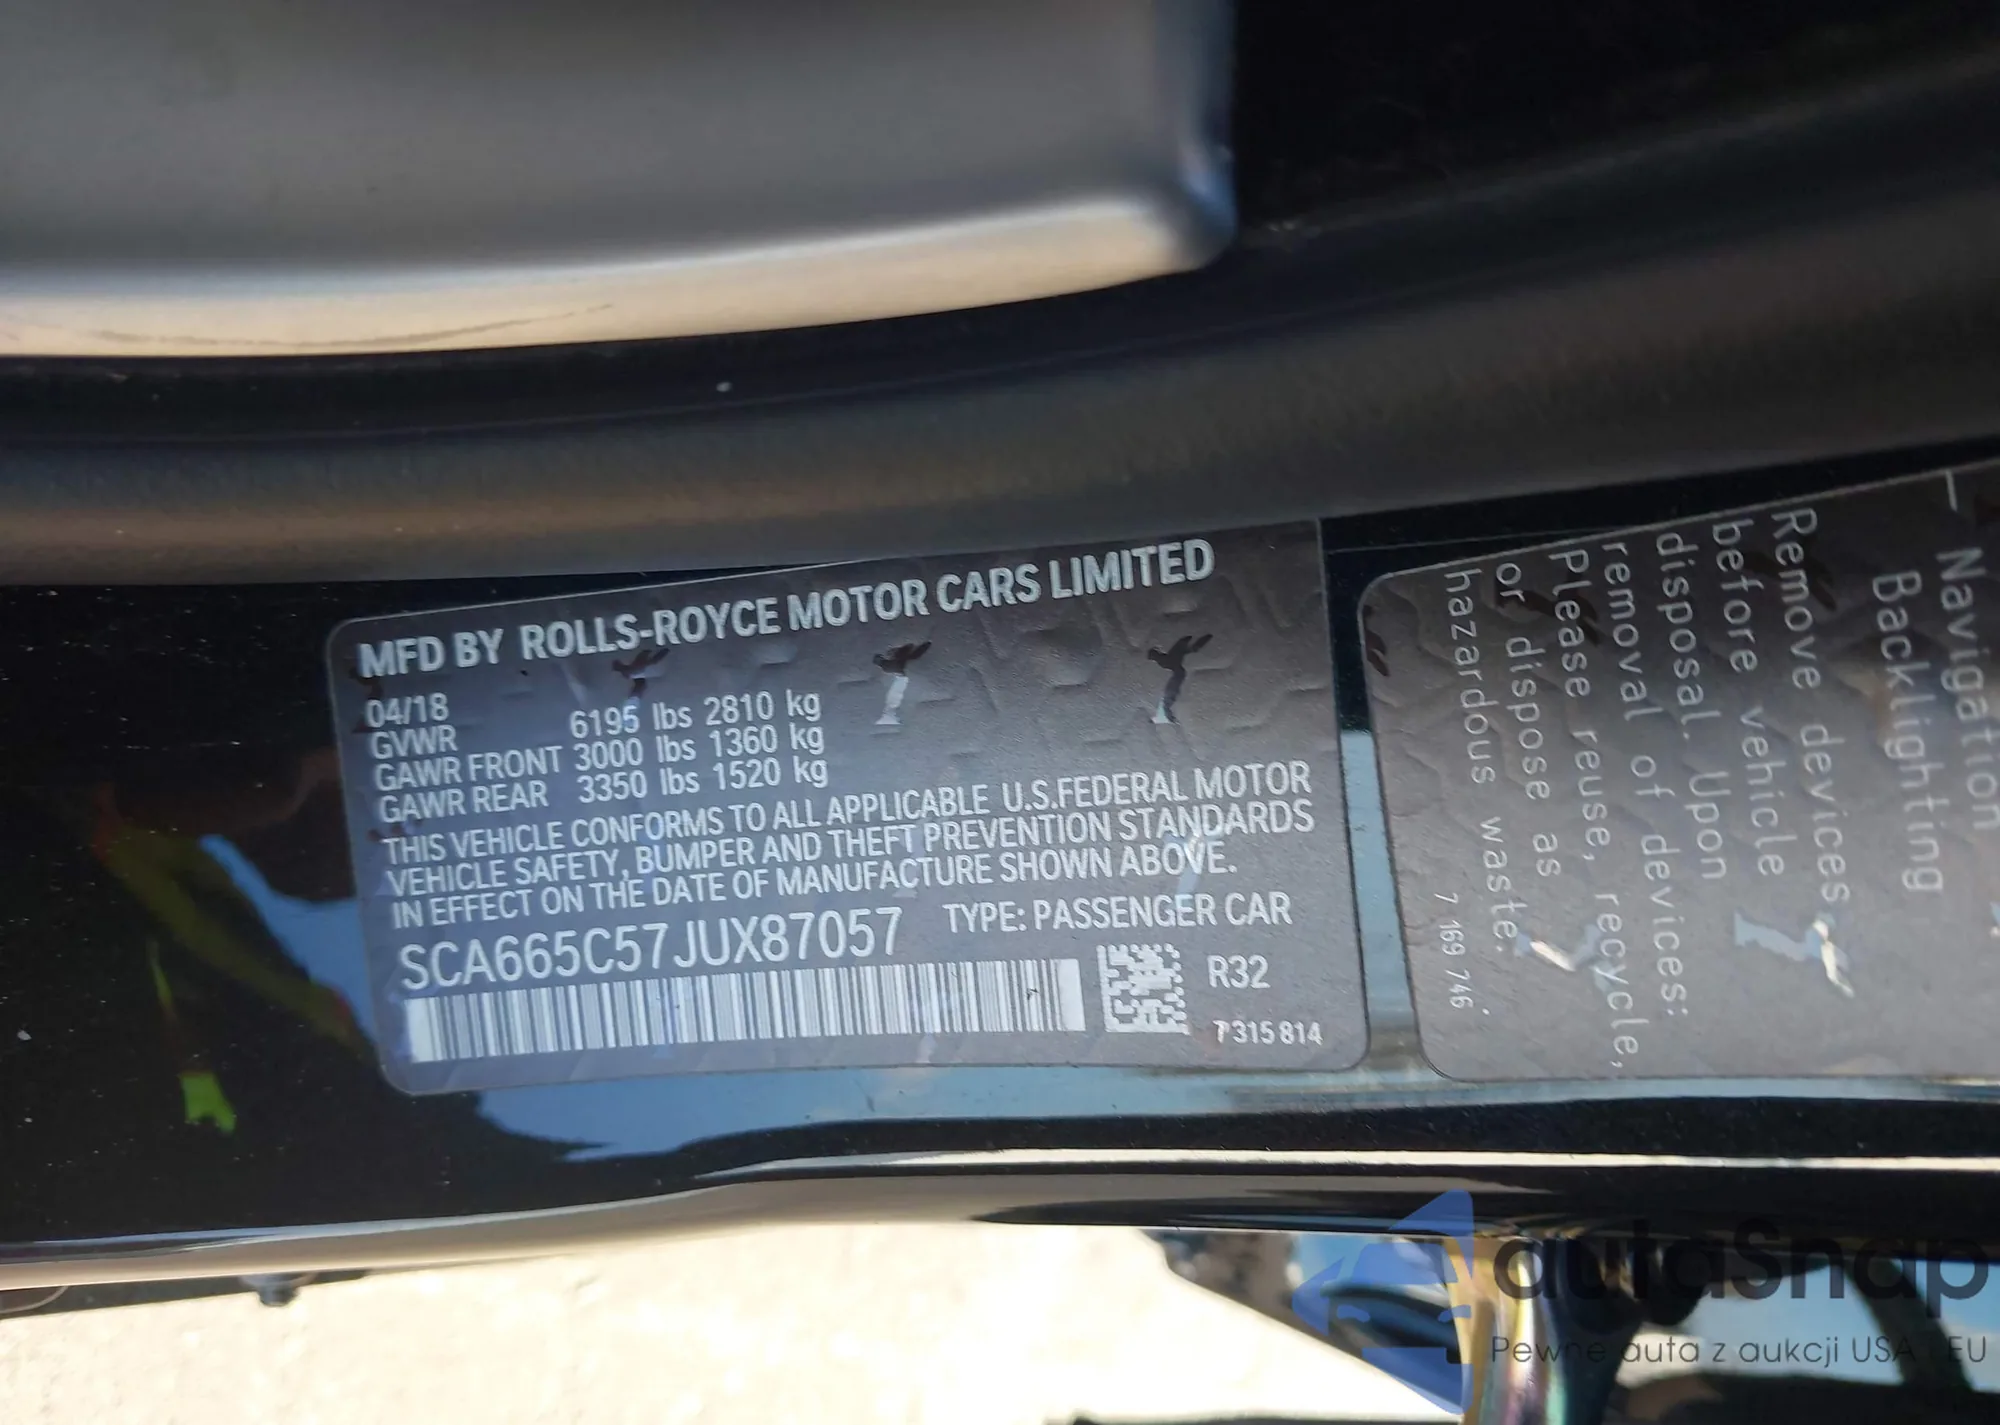 MFD BY ROLLS-ROYCE MOTOR CARS LIMITED
04/18
GVWR 6195 lbs 2810 kg
GAWR FRONT 3000 lbs 1360 kg
GAWR REAR 3350 lbs 1520 kg
THIS VEHICLE CONFORMS TO ALL APPLICABLE U.S.FEDERAL MOTOR
VEHICLE SAFETY, BUMPER AND THEFT PREVENTION STANDARDS
IN EFFECT ON THE DATE OF MANUFACTURE SHOWN ABOVE.
SCA665C57JUX87057 TYPE: PASSENGER CAR
R32
7315814
– Navigation
Backlighting
Remove devices
before vehicle
disposal. Upon
removal of devices:
Please reuse, recycle,
or dispose as
hazardous waste.
7 169 746
autaSnap
Pewne auta z aukcji USA i EU